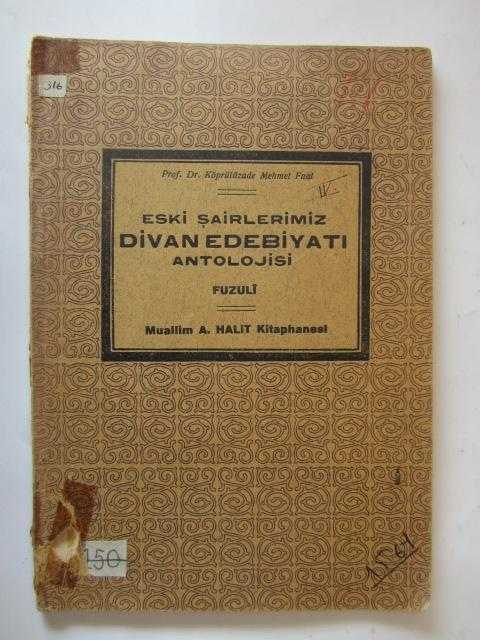 316
Prof. Dr. Köprülüzade Mehmet Fuat
ESKİ ŞAİRLERİMİZ
DİVAN EDEBİYATI
ANTOLOJİSİ
FUZULÎ
Muallim A. HALİT Kitaphanesi
150